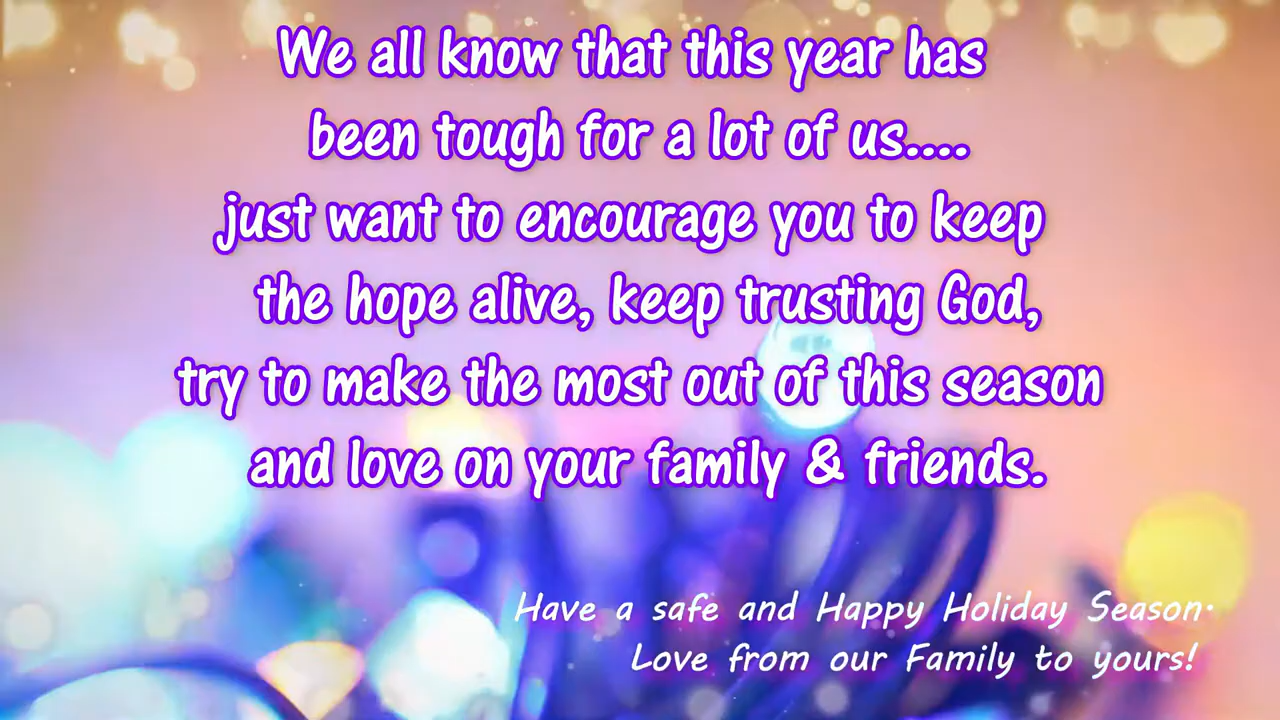 We all know that this year has
been tough for a lot of us....
just want to encourage you to keep
the hope alive, keep trusting God,
try to make the most out of this season
and love on your family & friends.
Have a safe and Happy Holiday Season.
Love from our Family to yours!